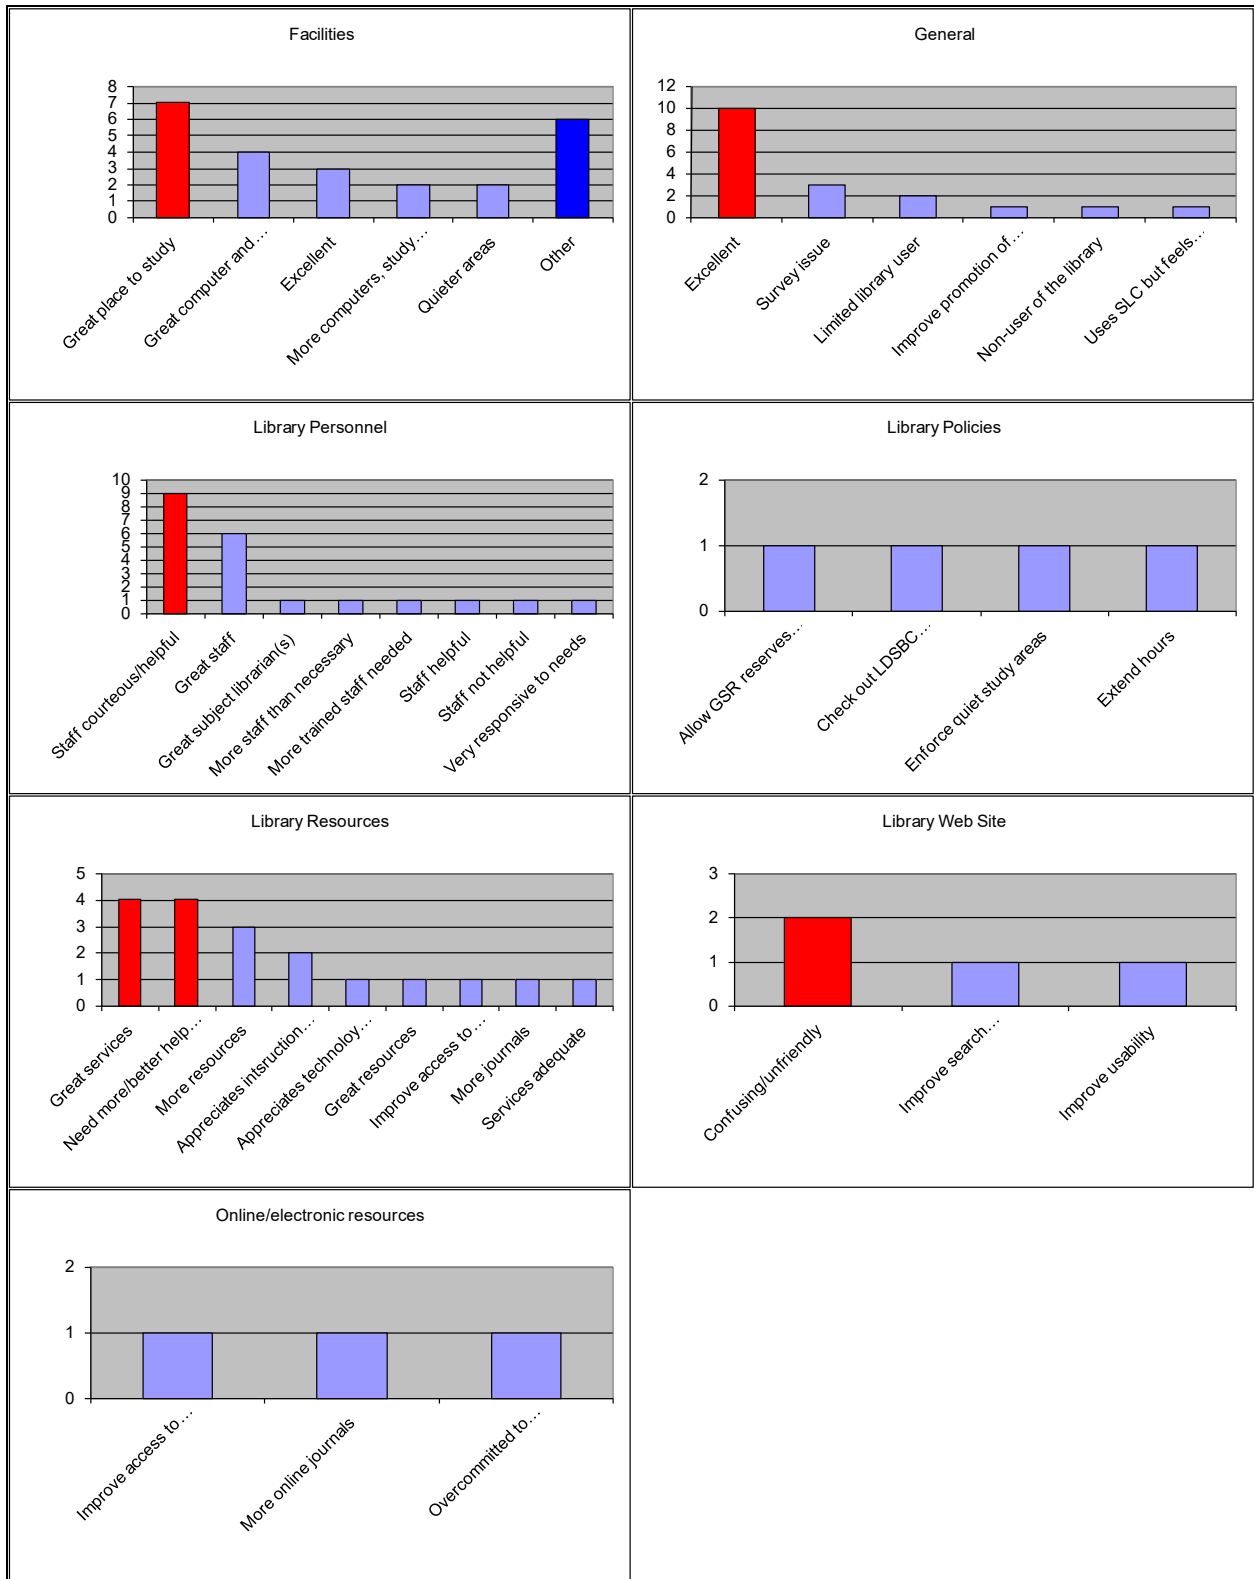 Facilities
8
7
6
5
4
3
2
1
0
Great place to study
Great computer and…
Excellent
More computers, study…
Quieter areas
Other
General
12
10
8
6
4
2
0
Excellent
Survey issue
Limited library user
Improve promotion of…
Non-user of the library
Uses SLC but feels…
Library Personnel
10
9
8
7
6
5
4
3
2
1
0
Staff courteous/helpful
Great staff
Great subject librarian(s)
More staff than necessary
More trained staff needed
Staff helpful
Staff not helpful
Very responsive to needs
Library Policies
2
1
0
Allow GSR reserves…
Check out LDSBC…
Enforce quiet study areas
Extend hours
Library Resources
5
4
3
2
1
0
Great services
Need more/better help…
More resources
Appreciates intsruction…
Appreciates technoloy…
Great resources
Improve access to…
More journals
Services adequate
Library Web Site
3
2
1
0
Confusing/unfriendly
Improve search…
Improve usability
Online/electronic resources
2
1
0
Improve access to…
More online journals
Overcommitted to…